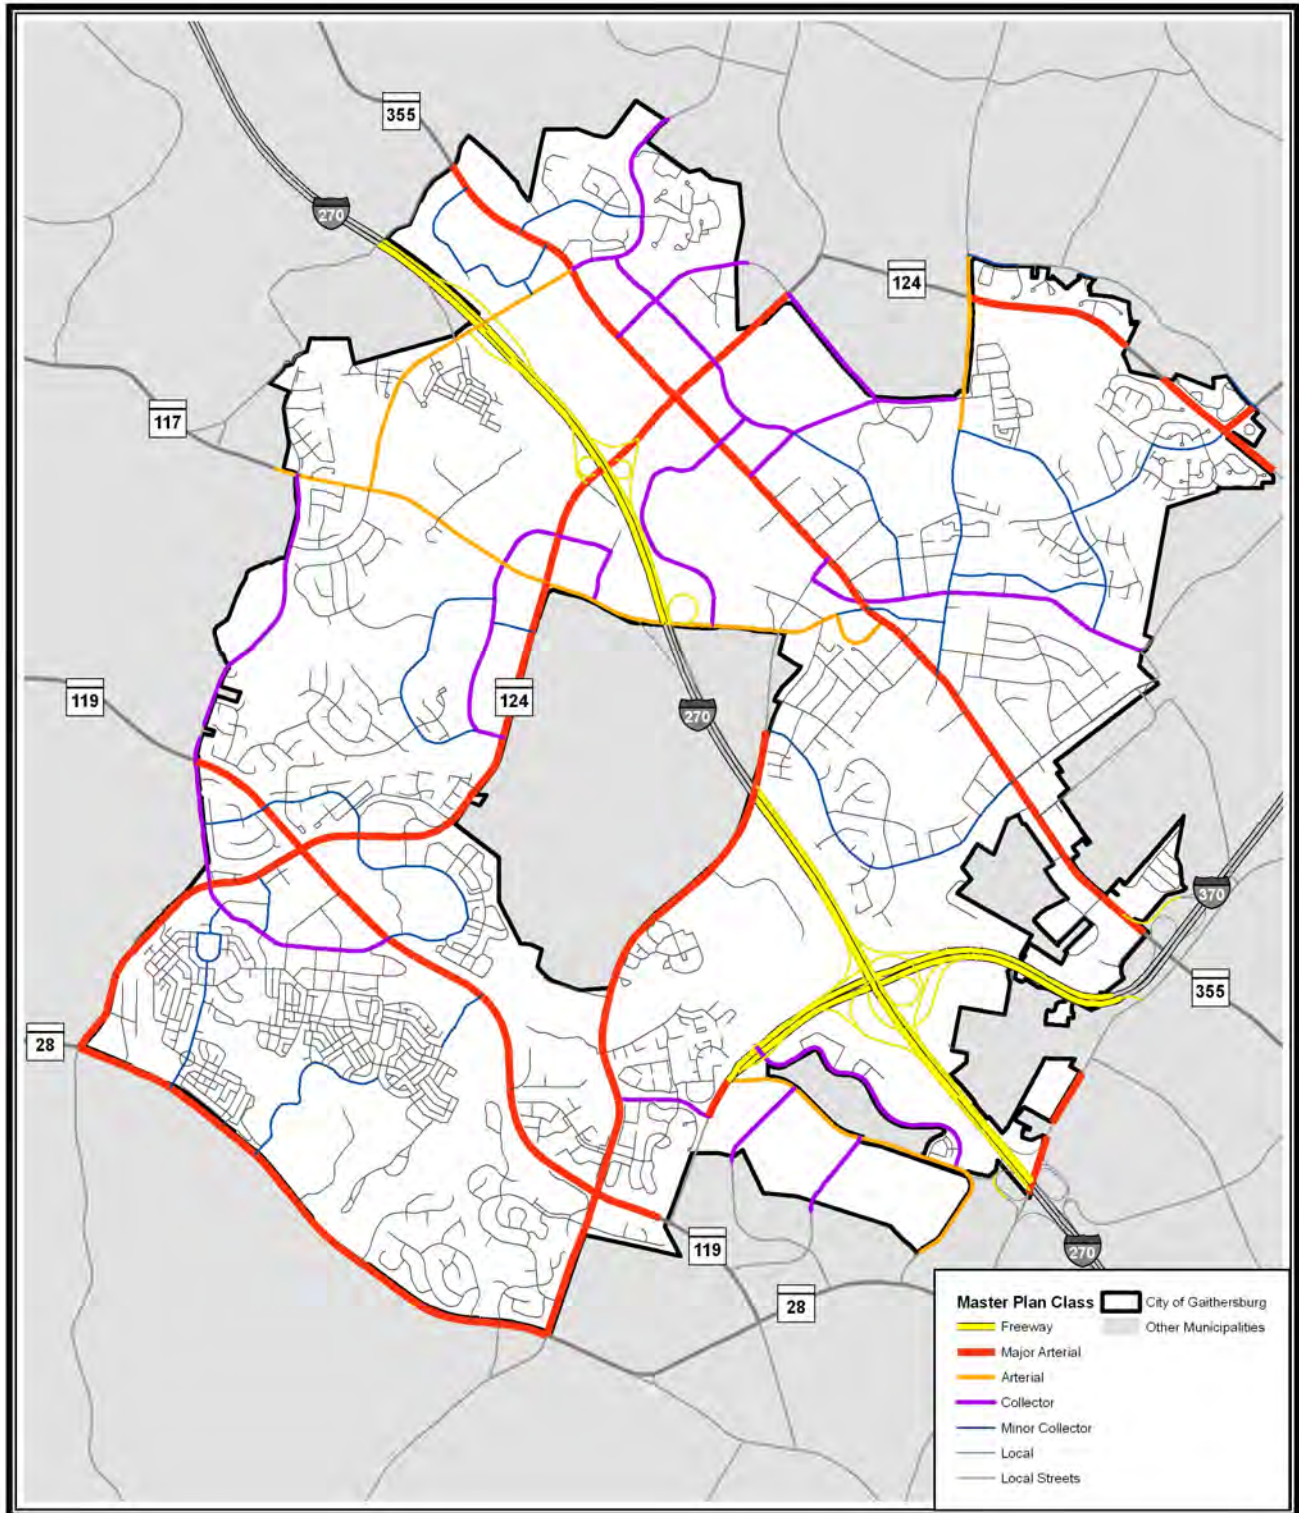 355
270
124
117
119
124
270
370
355
28
119
28
270
Master Plan Class
City of Gaithersburg
Freeway
Other Municipalities
Major Arterial
Arterial
Collector
Minor Collector
Local
Local Streets